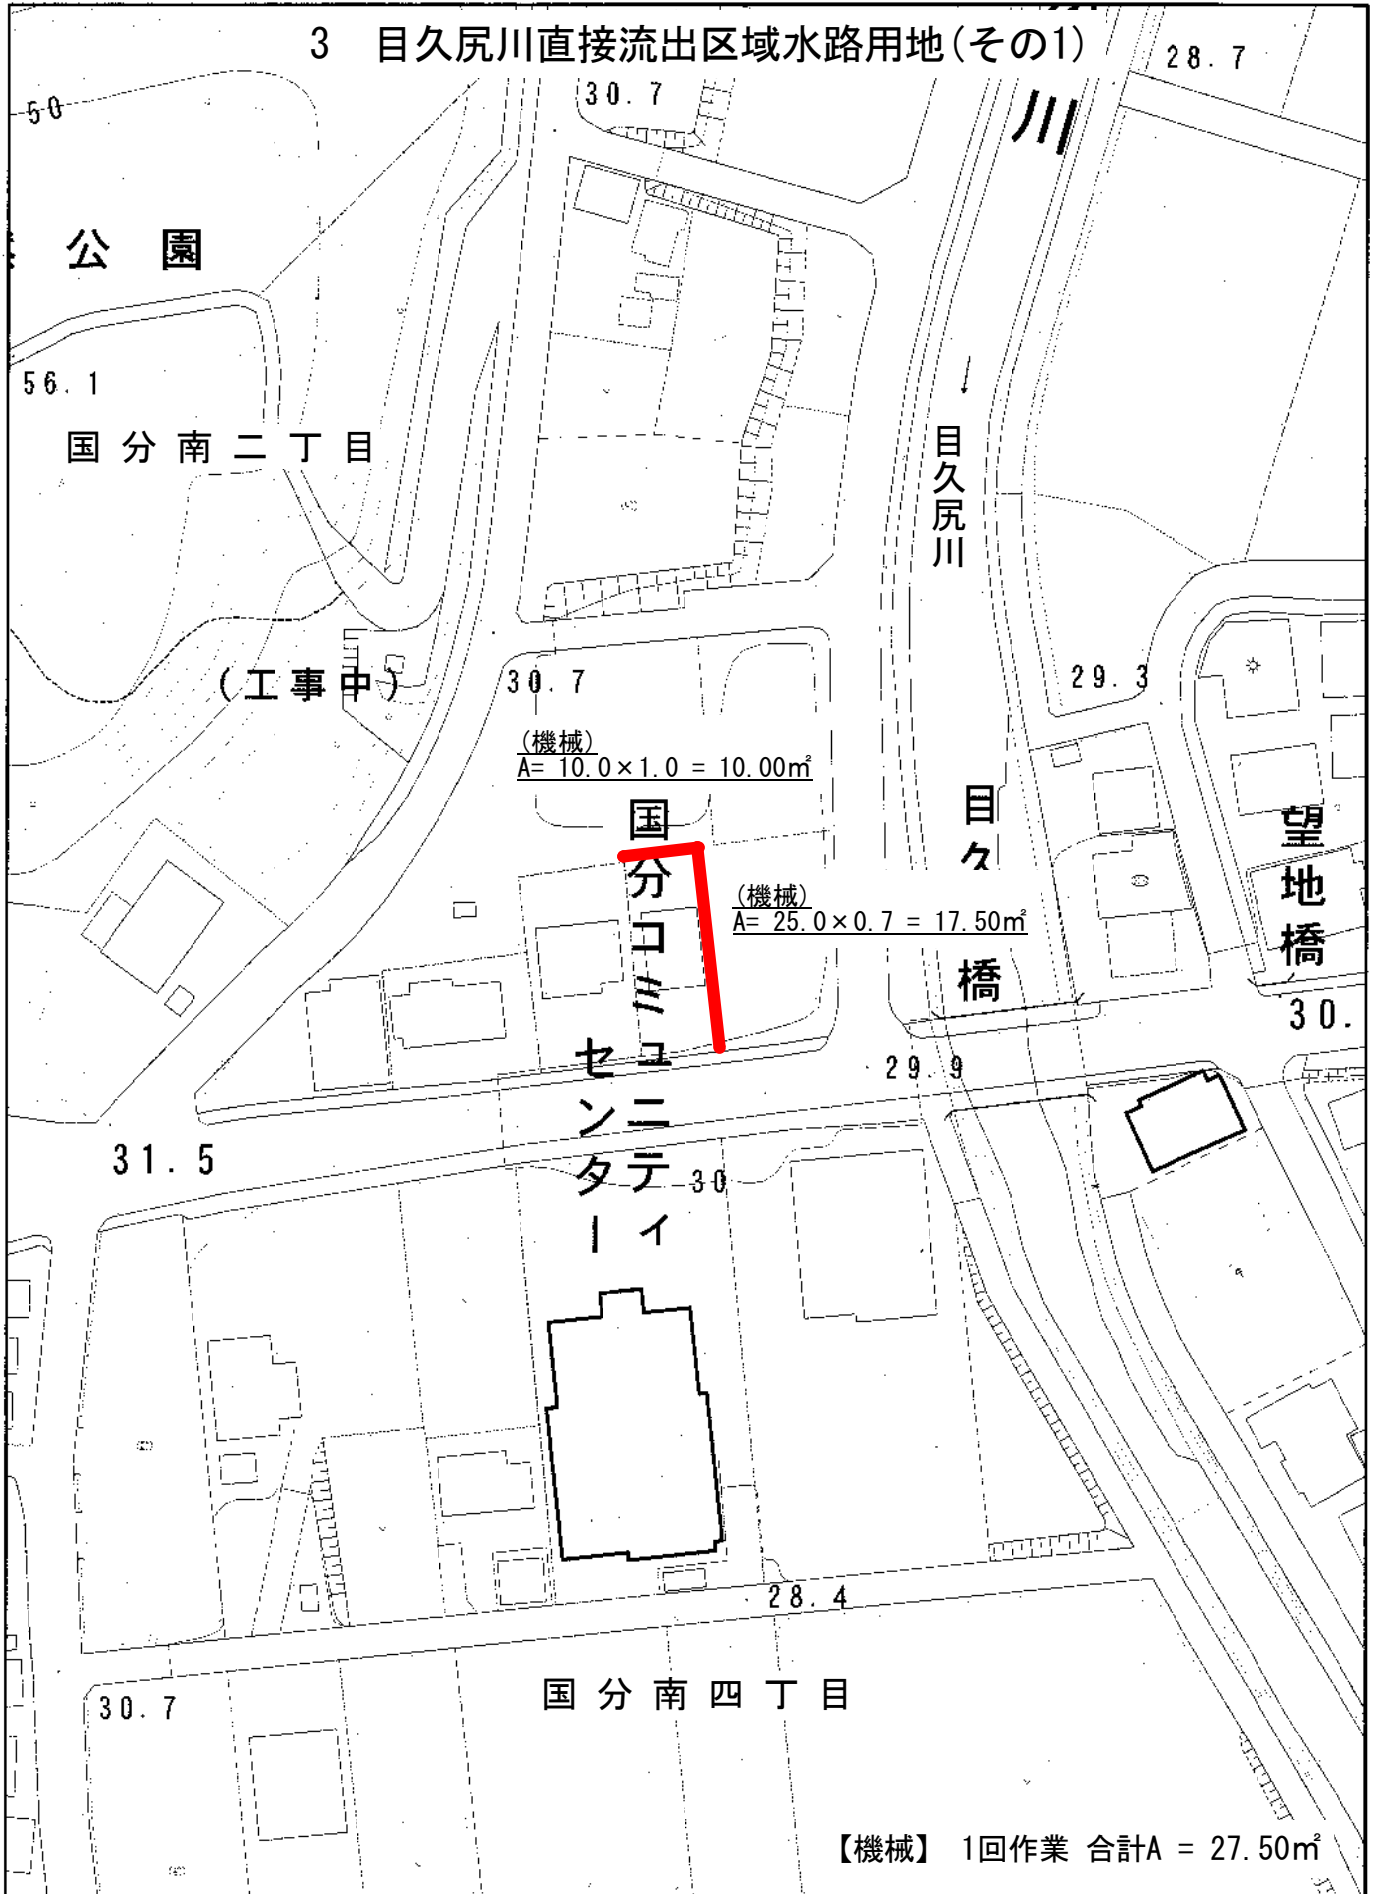 3 目久尻川直接流出区域水路用地(その1)
28.7
30.7
50
川
公園
56.1
国分南二丁目
目久尻川
(工事中)
30.7
29.3
(機械)
A= 10.0×1.0 = 10.00㎡
国分コミュニティ
センター
目久
橋
望地橋
(機械)
A= 25.0×0.7 = 17.50㎡
30.
29.9
31.5
30
28.4
国分南四丁目
30.7
【機械】 1回作業 合計A = 27.50㎡